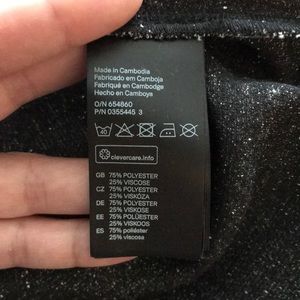 Made in Cambodia
Fabricado em Camboja
Fabriqué en Cambodge
Hecho en Camboya
O/N 654860
P/N 0355445 3
40
clevercare.info
GB 75% POLYESTER
25% VISCOSE
CZ 75% POLYESTER
25% VISKÓZA
DE 75% POLYESTER
25% VISKOSE
EE 75% POLÜESTER
25% VISKOOS
ES 75% poliéster
25% viscosa